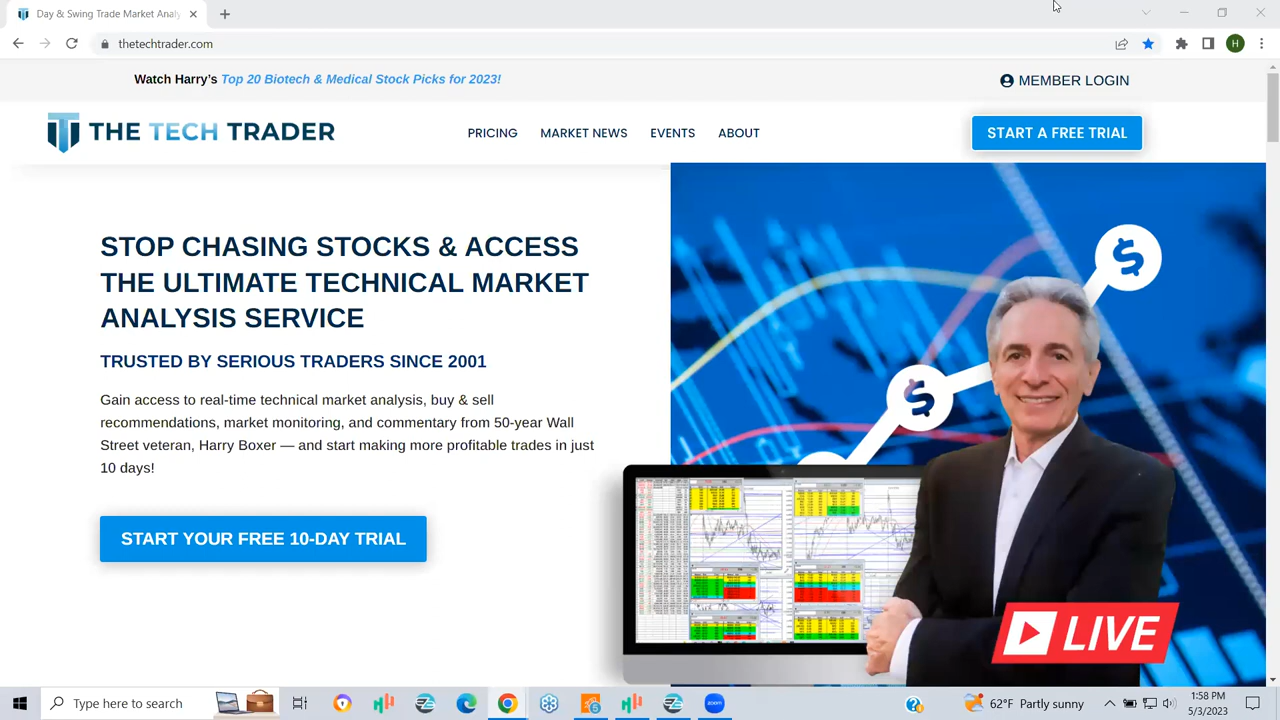 Day & Swing Trade Market Analy
thetechtrader.com
H
Watch Harry's Top 20 Biotech & Medical Stock Picks for 2023!
MEMBER LOGIN
THE TECH TRADER
PRICING
MARKET NEWS
EVENTS
ABOUT
START A FREE TRIAL
STOP CHASING STOCKS & ACCESS
THE ULTIMATE TECHNICAL MARKET
ANALYSIS SERVICE
TRUSTED BY SERIOUS TRADERS SINCE 2001
Gain access to real-time technical market analysis, buy & sell
recommendations, market monitoring, and commentary from 50-year Wall
Street veteran, Harry Boxer — and start making more profitable trades in just
10 days!
START YOUR FREE 10-DAY TRIAL
$
$
LIVE
Type here to search
5
zoom
62°F Partly sunny
1:58 PM
5/3/2023